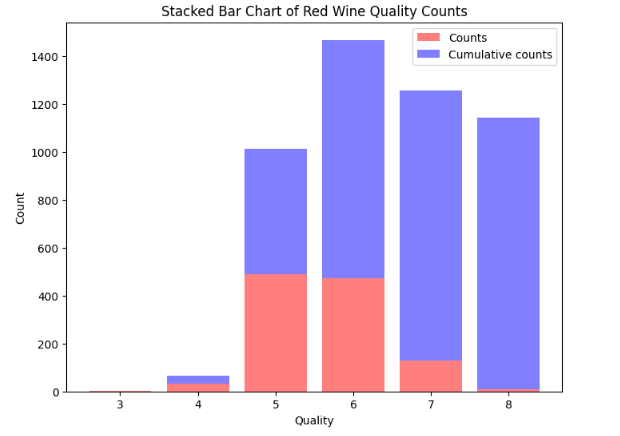 Stacked Bar Chart of Red Wine Quality Counts
Counts
Cumulative counts
1400
1200
1000
800
600
400
200
0
Count
3 4 5 6 7 8
Quality